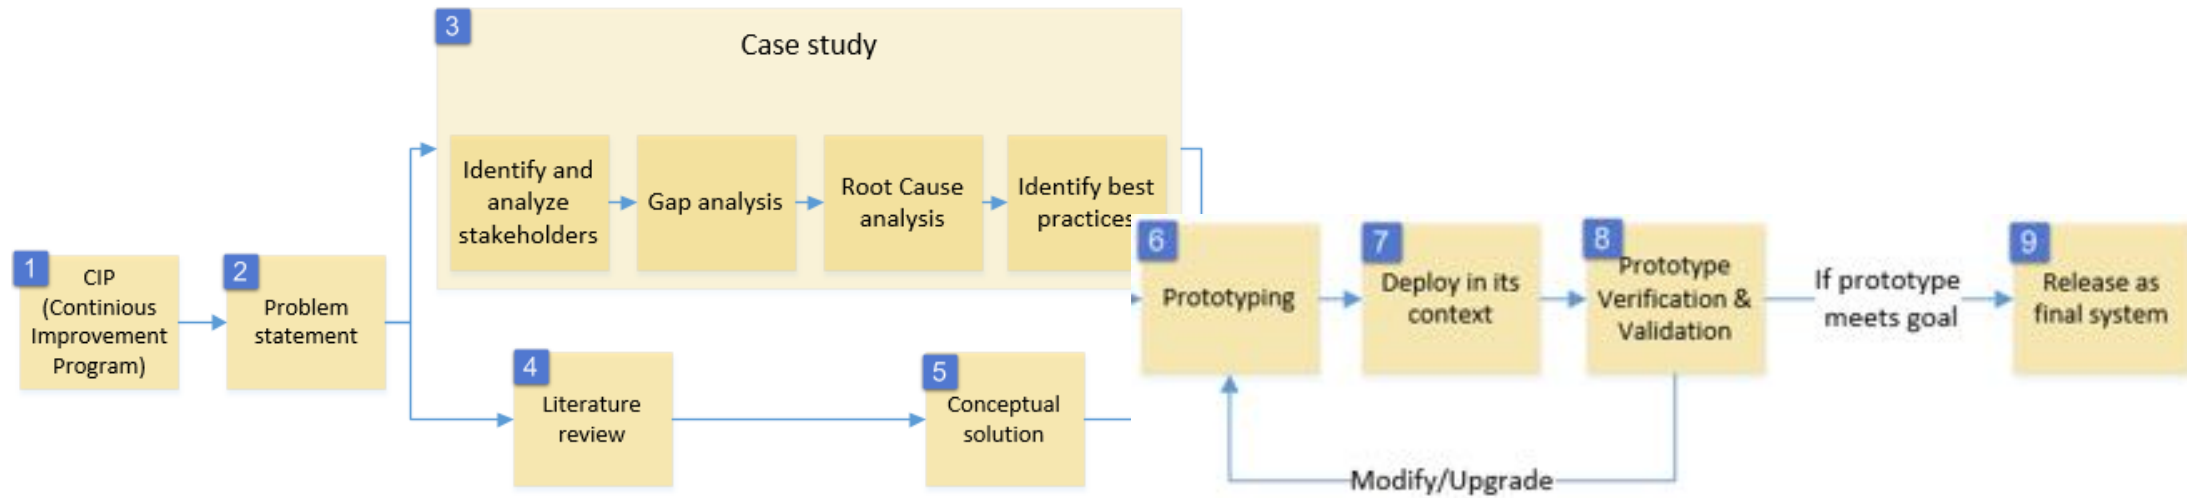 1
CIP
(Continious
Improvement
Program)
2
Problem
statement
3
Case study
Identify and
analyze
stakeholders
Gap analysis
Root Cause
analysis
Identify best
practices
4
Literature
review
5
Conceptual
solution
6
Prototyping
7
Deploy in its
context
8
Prototype
Verification &
Validation
If prototype
meets goal
9
Release as
final system
Modify/Upgrade